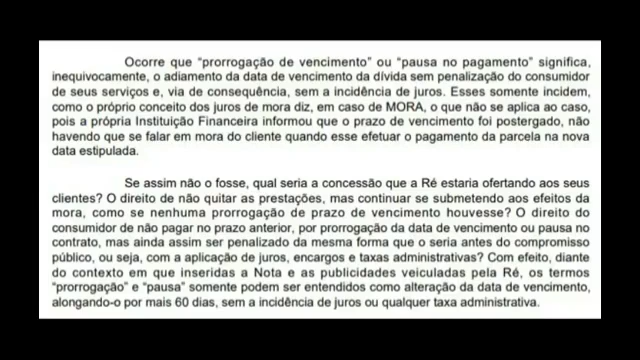 Ocorre que “prorrogação de vencimento” ou “pausa no pagamento” significa,
inequivocamente, o adiamento da data de vencimento da dívida sem penalização do consumidor
de seus serviços e, via de consequência, sem a incidência de juros. Esses somente incidem,
como o próprio conceito dos juros de mora diz, em caso de MORA, o que não se aplica ao caso,
pois a própria Instituição Financeira informou que o prazo de vencimento foi postergado, não
havendo que se falar em mora do cliente quando esse efetuar o pagamento da parcela na nova
data estipulada.
Se assim não o fosse, qual seria a concessão que a Ré estaria ofertando aos seus
clientes? O direito de não quitar as prestações, mas continuar se submetendo aos efeitos da
mora, como se nenhuma prorrogação de prazo de vencimento houvesse? O direito do
consumidor de não pagar no prazo anterior, por prorrogação da data de vencimento ou pausa no
contrato, mas ainda assim ser penalizado da mesma forma que o seria antes do compromisso
público, ou seja, com a aplicação de juros, encargos e taxas administrativas? Com efeito, diante
do contexto em que inseridas a Nota e as publicidades veiculadas pela Ré, os termos
“prorrogação” e “pausa” somente podem ser entendidos como alteração da data de vencimento,
alongando-o por mais 60 dias, sem a incidência de juros ou qualquer taxa administrativa.